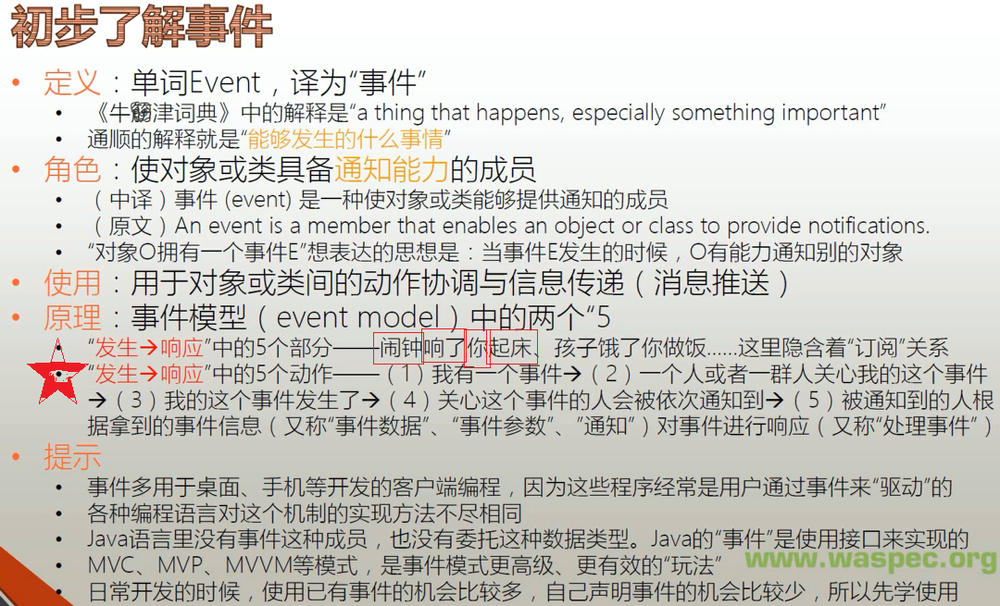 初步了解事件
• 定义：单词Event，译为“事件”
• 《牛津词典》中的解释是“a thing that happens, especially something important”
• 通顺的解释就是“能够发生的什么事情”
• 角色：使对象或类具备通知能力的成员
• （中译）事件 (event) 是一种使对象或类能够提供通知的成员
• （原文）An event is a member that enables an object or class to provide notifications.
• “对象O拥有一个事件E”想表达的思想是：当事件E发生的时候，O有能力通知别的对象
• 使用：用于对象或类间的动作协调与信息传递（消息推送）
• 原理：事件模型（event model）中的两个“5
• “发生→响应”中的5个部分——闹钟响了你起床、孩子饿了你做饭……这里隐含着“订阅”关系
• “发生→响应”中的5个动作——（1）我有一个事件→（2）一个人或者一群人关心我的这个事件
→（3）我的这个事件发生了→（4）关心这个事件的人会被依次通知到→（5）被通知到的人根
据拿到的事件信息（又称“事件数据”、“事件参数”、“通知”）对事件进行响应（又称“处理事件”）
• 提示
• 事件多用于桌面、手机等开发的客户端编程，因为这些程序经常是用户通过事件来“驱动”的
• 各种编程语言对这个机制的实现方法不尽相同
• Java语言里没有事件这种成员，也没有委托这种数据类型。Java的“事件”是使用接口来实现的
• MVC、MVP、MVVM等模式，是事件模式更高级、更有效的“玩法”
www.waspec.org
• 日常开发的时候，使用已有事件的机会比较多，自己声明事件的机会比较少，所以先学使用